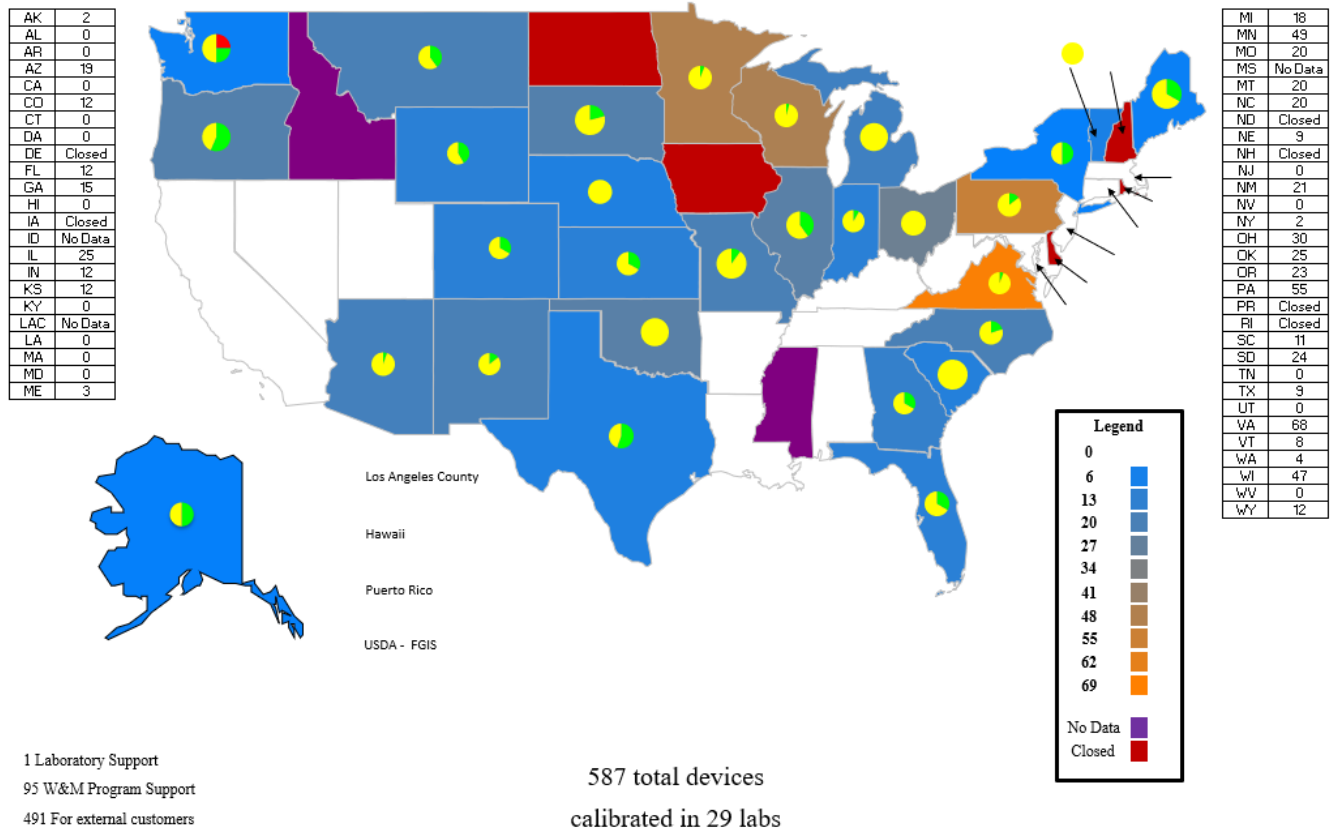 AK 2
AL 0
AR 0
AZ 19
CA 0
CO 12
CT 0
DA 0
DE Closed
FL 12
GA 15
HI 0
IA Closed
ID No Data
IL 25
IN 12
KS 12
KY 0
LAC No Data
LA 0
MA 0
MD 0
ME 3
MI 18
MN 49
MO 20
MS No Data
MT 20
NC 20
ND Closed
NE 9
NH Closed
NJ 0
NM 21
NV 0
NY 2
OH 30
OK 25
OR 23
PA 55
PR Closed
RI Closed
SC 11
SD 24
TN 0
TX 9
UT 0
VA 68
VT 8
WA 4
WI 47
WV 0
WY 12
Los Angeles County
Hawaii
Puerto Rico
USDA - FGIS
Legend
0
6
13
20
27
34
41
48
55
62
69
No Data
Closed
1 Laboratory Support
95 W&M Program Support
491 For external customers
587 total devices
calibrated in 29 labs